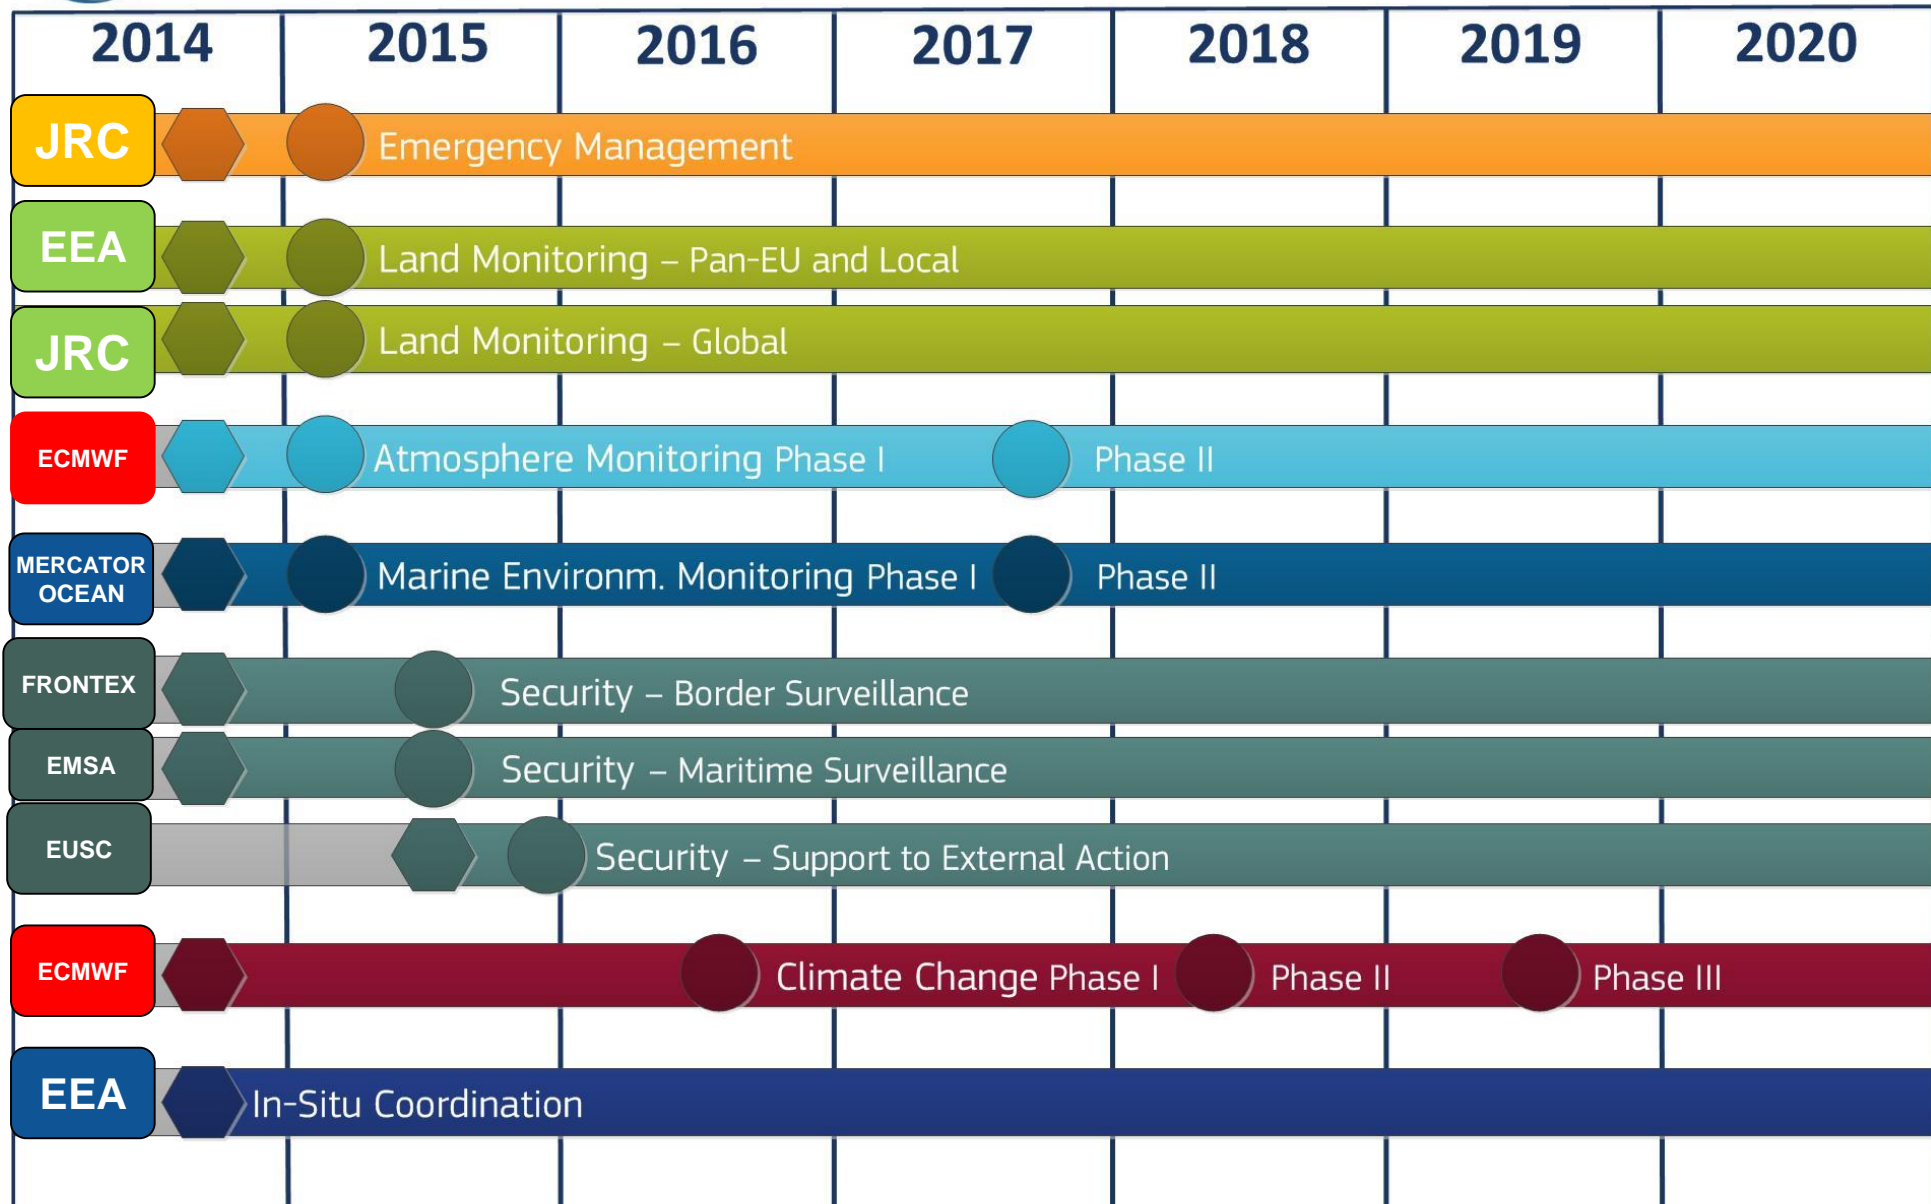 2014 2015 2016 2017 2018 2019 2020
JRC Emergency Management
EEA Land Monitoring – Pan-EU and Local
JRC Land Monitoring – Global
ECMWF Atmosphere Monitoring Phase I Phase II
MERCATOR
OCEAN
Marine Environm. Monitoring Phase I Phase II
FRONTEX Security – Border Surveillance
EMSA Security – Maritime Surveillance
EUSC Security – Support to External Action
ECMWF Climate Change Phase I Phase II Phase III
EEA In-Situ Coordination